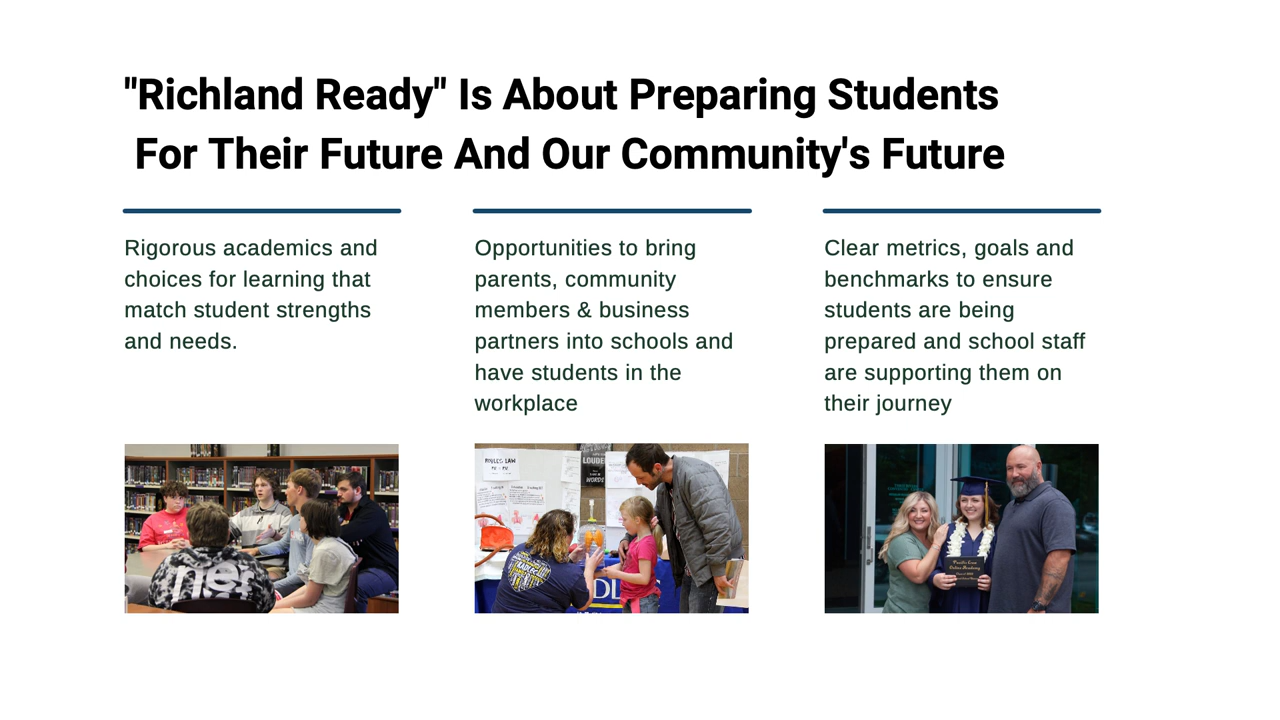 "Richland Ready" Is About Preparing Students
For Their Future And Our Community's Future
Rigorous academics and
choices for learning that
match student strengths
and needs.
Opportunities to bring
parents, community
members & business
partners into schools and
have students in the
workplace
Clear metrics, goals and
benchmarks to ensure
students are being
prepared and school staff
are supporting them on
their journey
LOUDER
WORDS